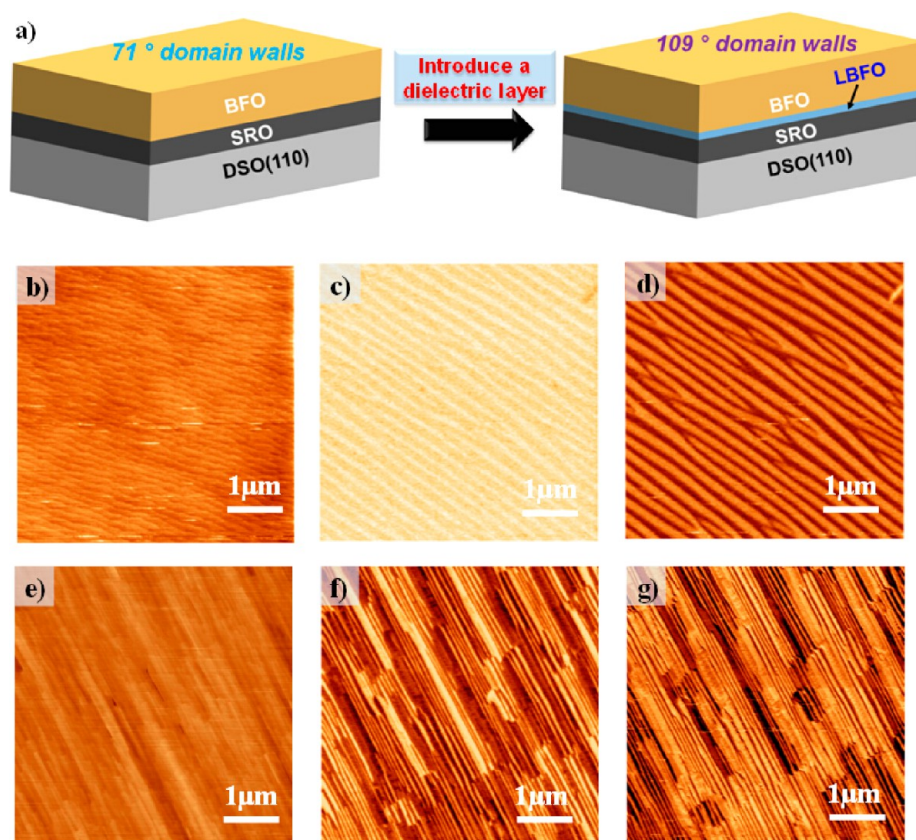 a)
71 ° domain walls
BFO
SRO
DSO(110)
Introduce a
dielectric layer
109 ° domain walls
LBFO
BFO
SRO
DSO(110)
b)
1μm
c)
1μm
d)
1μm
e)
1μm
f)
1μm
g)
1μm